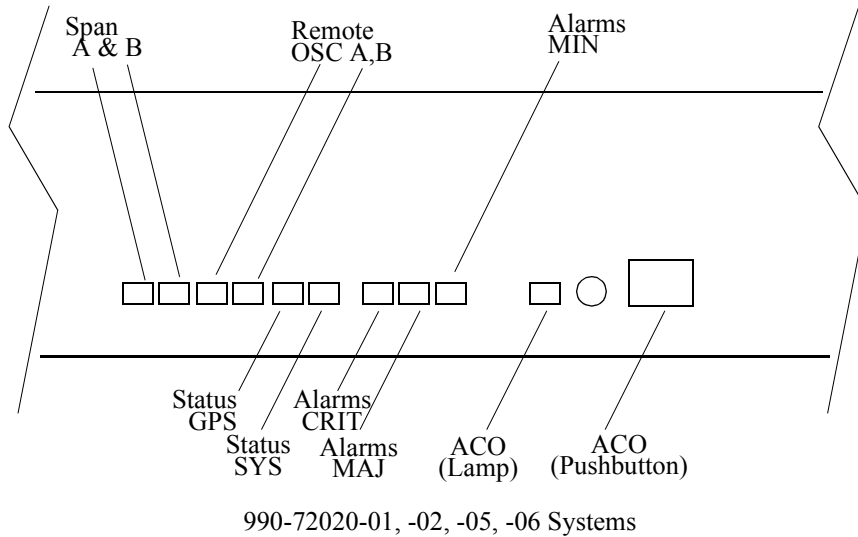 Span
A & B
Remote
OSC A,B
Alarms
MIN
Status
GPS
Status
SYS
Alarms
CRIT
Alarms
MAJ
ACO
(Lamp)
ACO
(Pushbutton)
990-72020-01, -02, -05, -06 Systems